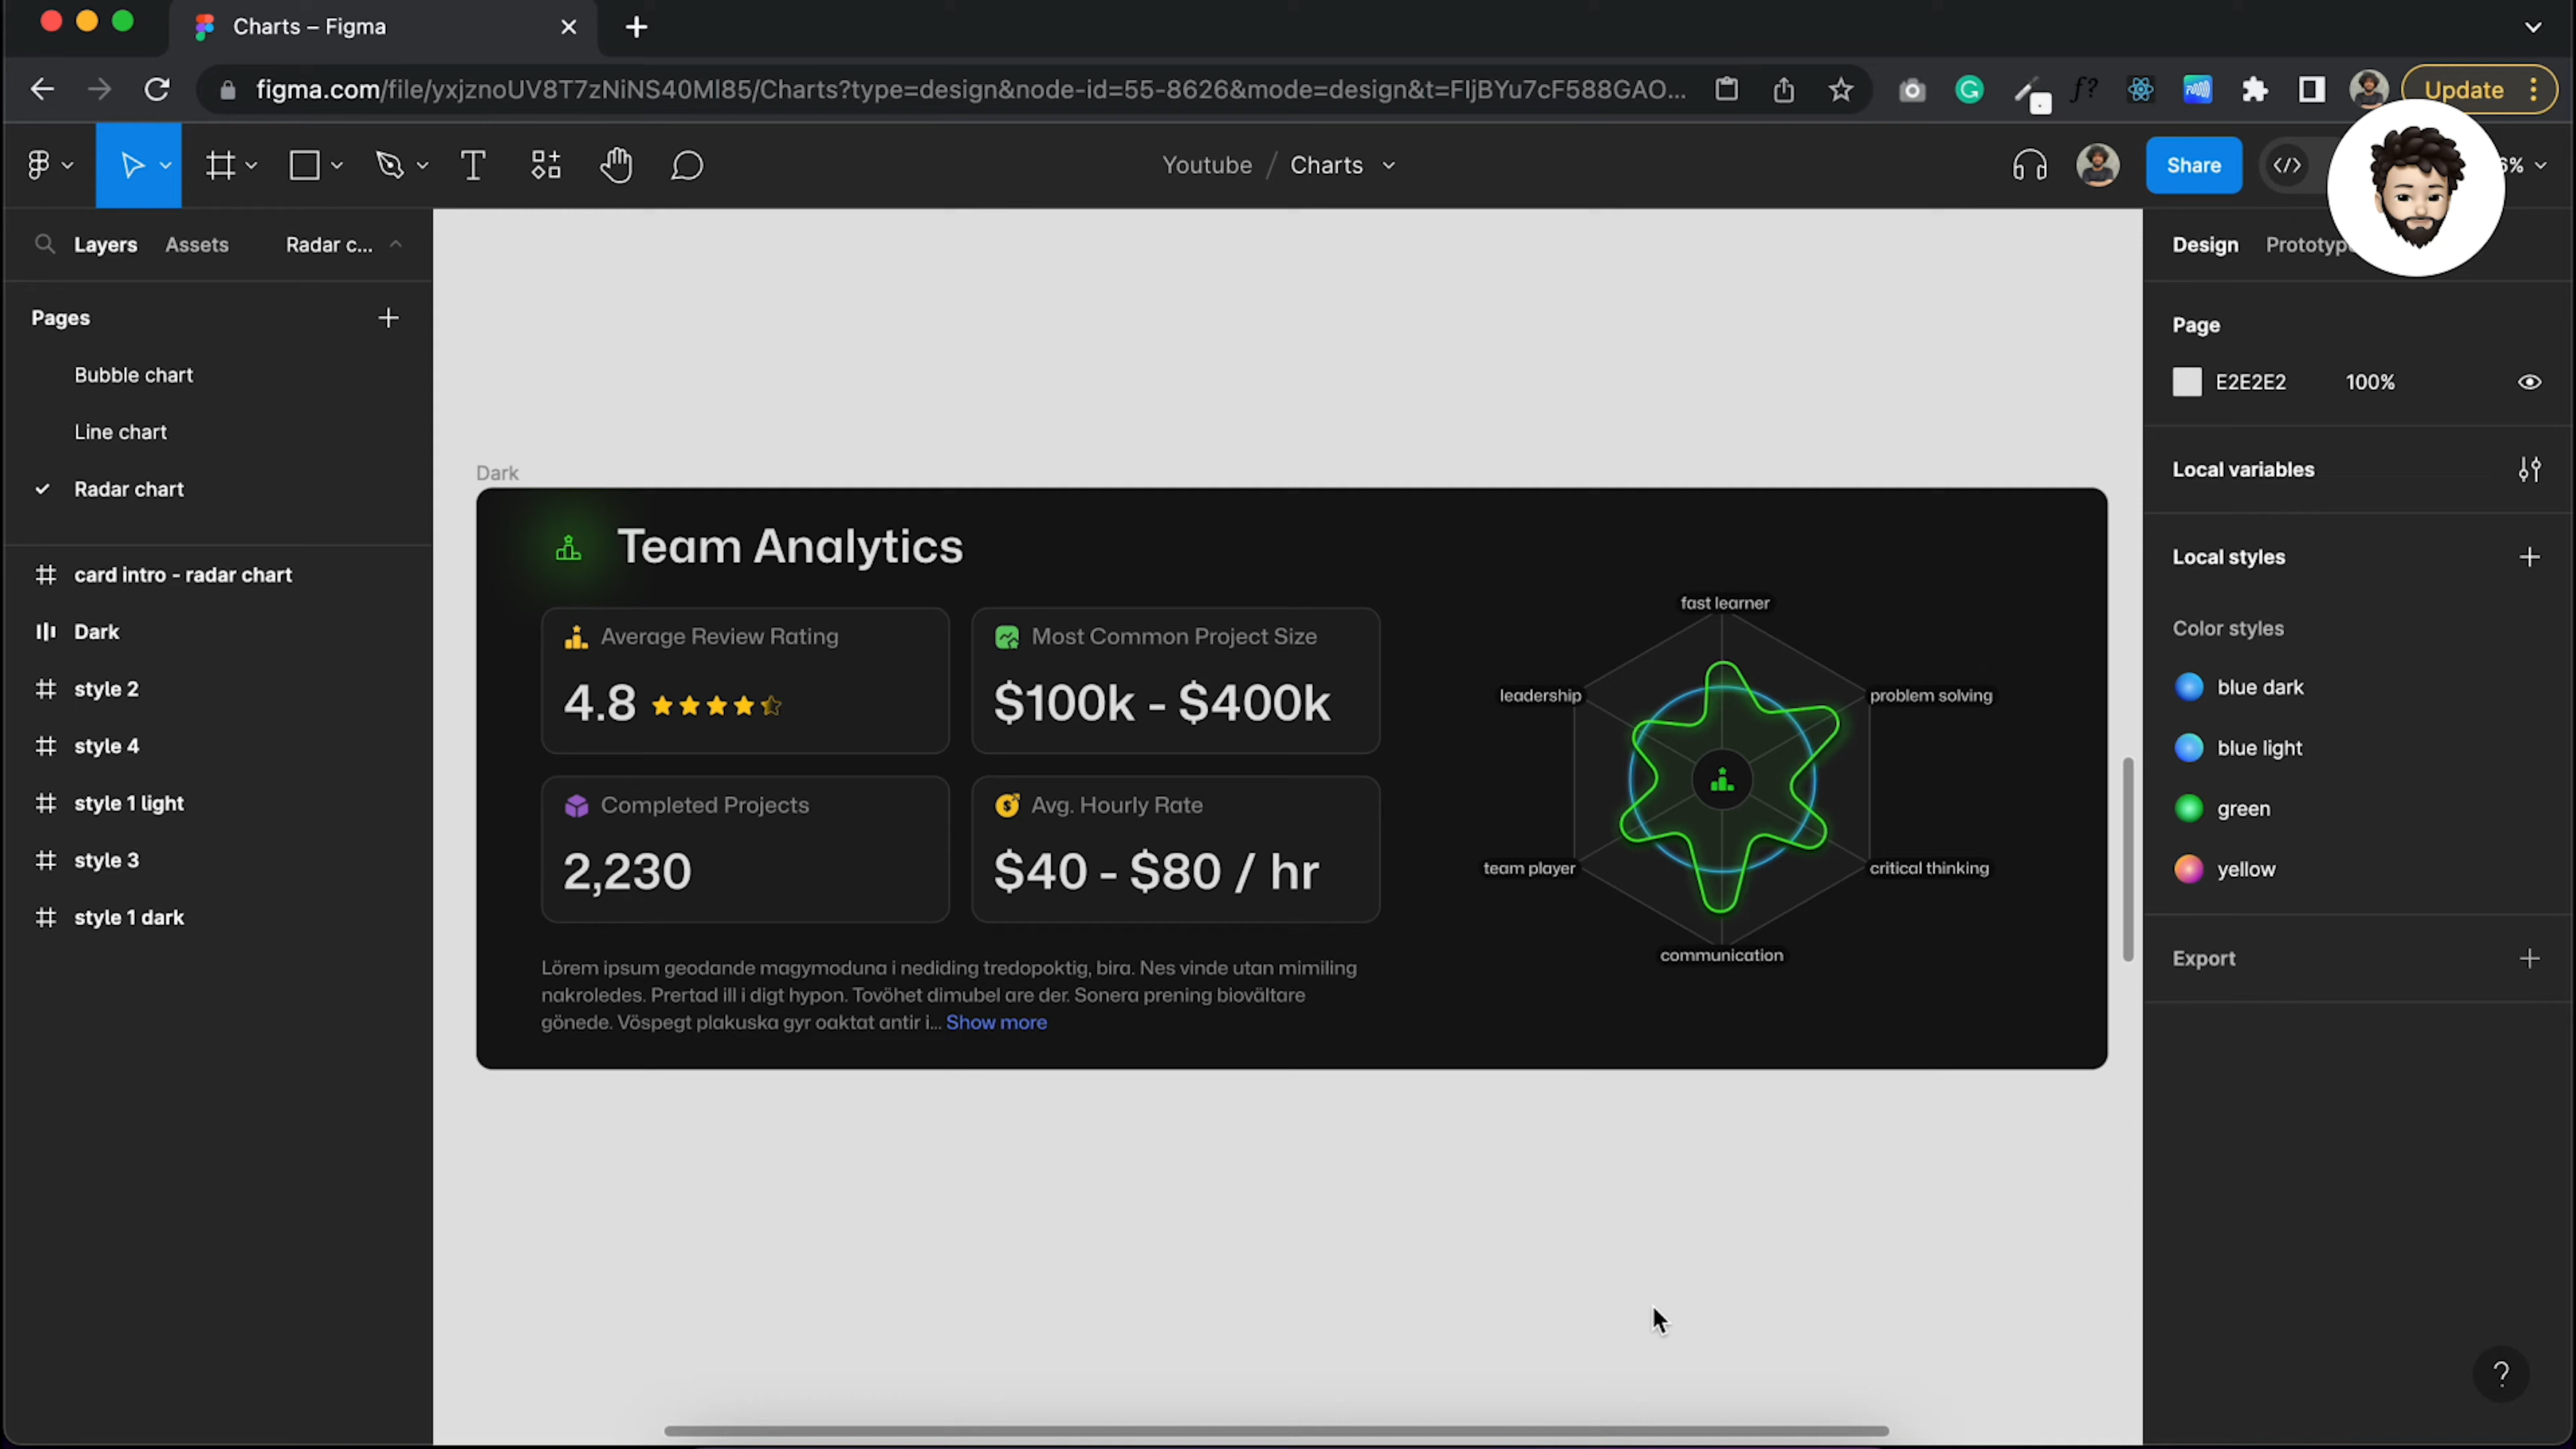 Charts – Figma
figma.com/file/yxjznoUV8T7zNiNS40Ml85/Charts?type=design&node-id=55-8626&mode=design&t=FIjBYu7cF588GAO...
Update
Youtube / Charts
Share
6%
Layers Assets Radar c...
Design Prototype
Pages
Bubble chart
Line chart
Radar chart
card intro - radar chart
Dark
style 2
style 4
style 1 light
style 3
style 1 dark
Dark
Team Analytics
Average Review Rating
4.8
Most Common Project Size
$100k - $400k
Completed Projects
2,230
Avg. Hourly Rate
$40 - $80 / hr
Lörem ipsum geodande magymoduna i nediding tredopoktig, bira. Nes vinde utan mimiling
nakroledes. Prertad ill i digt hypon. Tovöhet dimubel are der. Sonera prening biovältare
gönede. Vöspegt plakuska gyr oaktat antir i... Show more
fast learner
leadership
problem solving
team player
critical thinking
communication
Page
E2E2E2 100%
Local variables
Local styles
Color styles
blue dark
blue light
green
yellow
Export
?